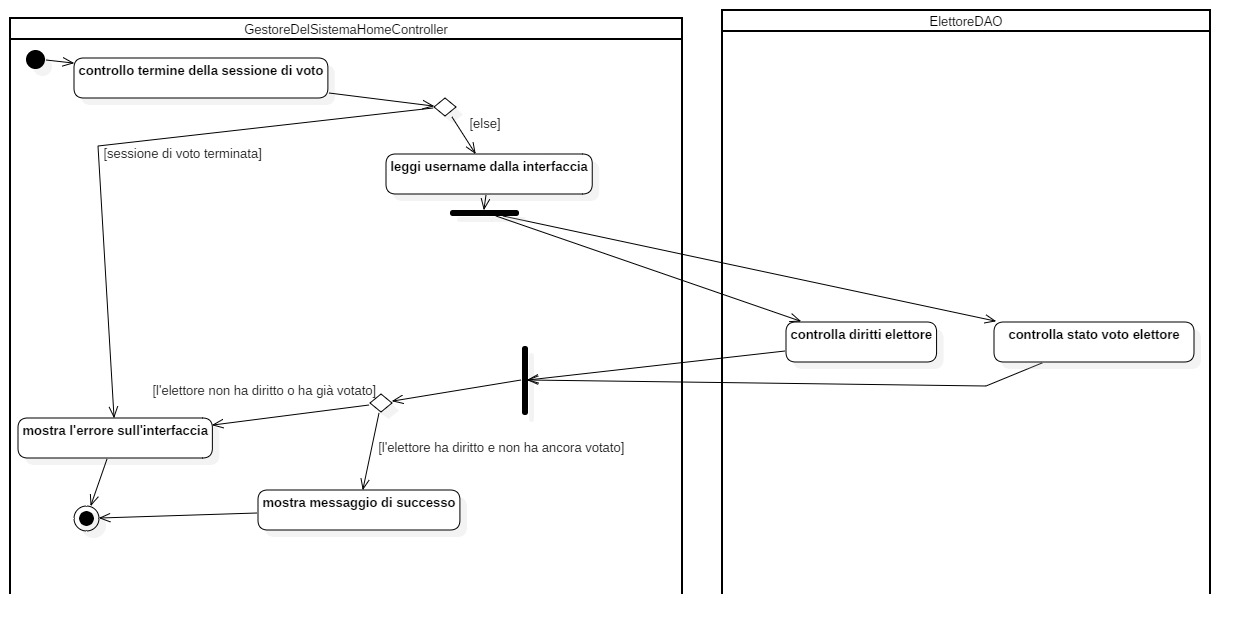 GestoreDelSistemaHomeController
ElettoreDAO
controllo termine della sessione di voto
[else]
[sessione di voto terminata]
leggi username dalla interfaccia
controlla diritti elettore
controlla stato voto elettore
[l'elettore non ha diritto o ha già votato]
mostra l'errore sull'interfaccia
[l'elettore ha diritto e non ha ancora votato]
mostra messaggio di successo